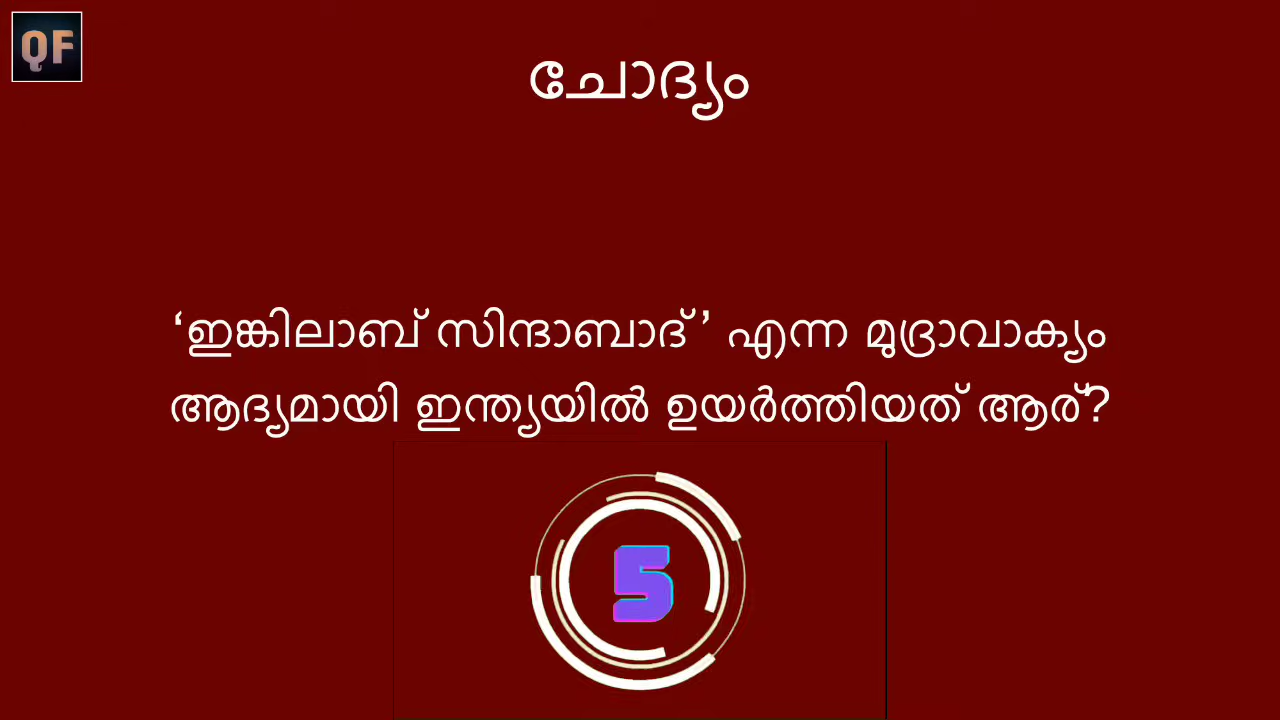 QF
ചോദ്യം
‘ഇങ്കിലാബ് സിന്ദാബാദ്’ എന്ന മുദ്രാവാക്യം
ആദ്യമായി ഇന്ത്യയിൽ ഉയർത്തിയത് ആര്?
5